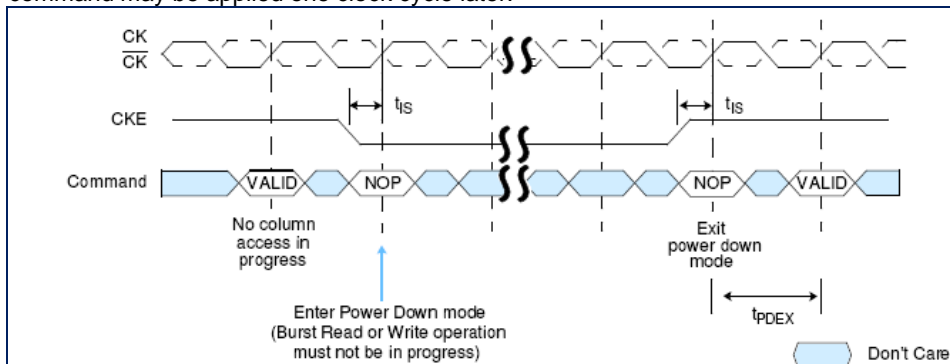 command may be applied one clock cycle later.
CK
CK
tIS
tIS
CKE
Command
VALID
NOP
NOP
VALID
No column
access in
progress
Exit
power down
mode
Enter Power Down mode
(Burst Read or Write operation
must not be in progress)
tPDEX
Don't Care